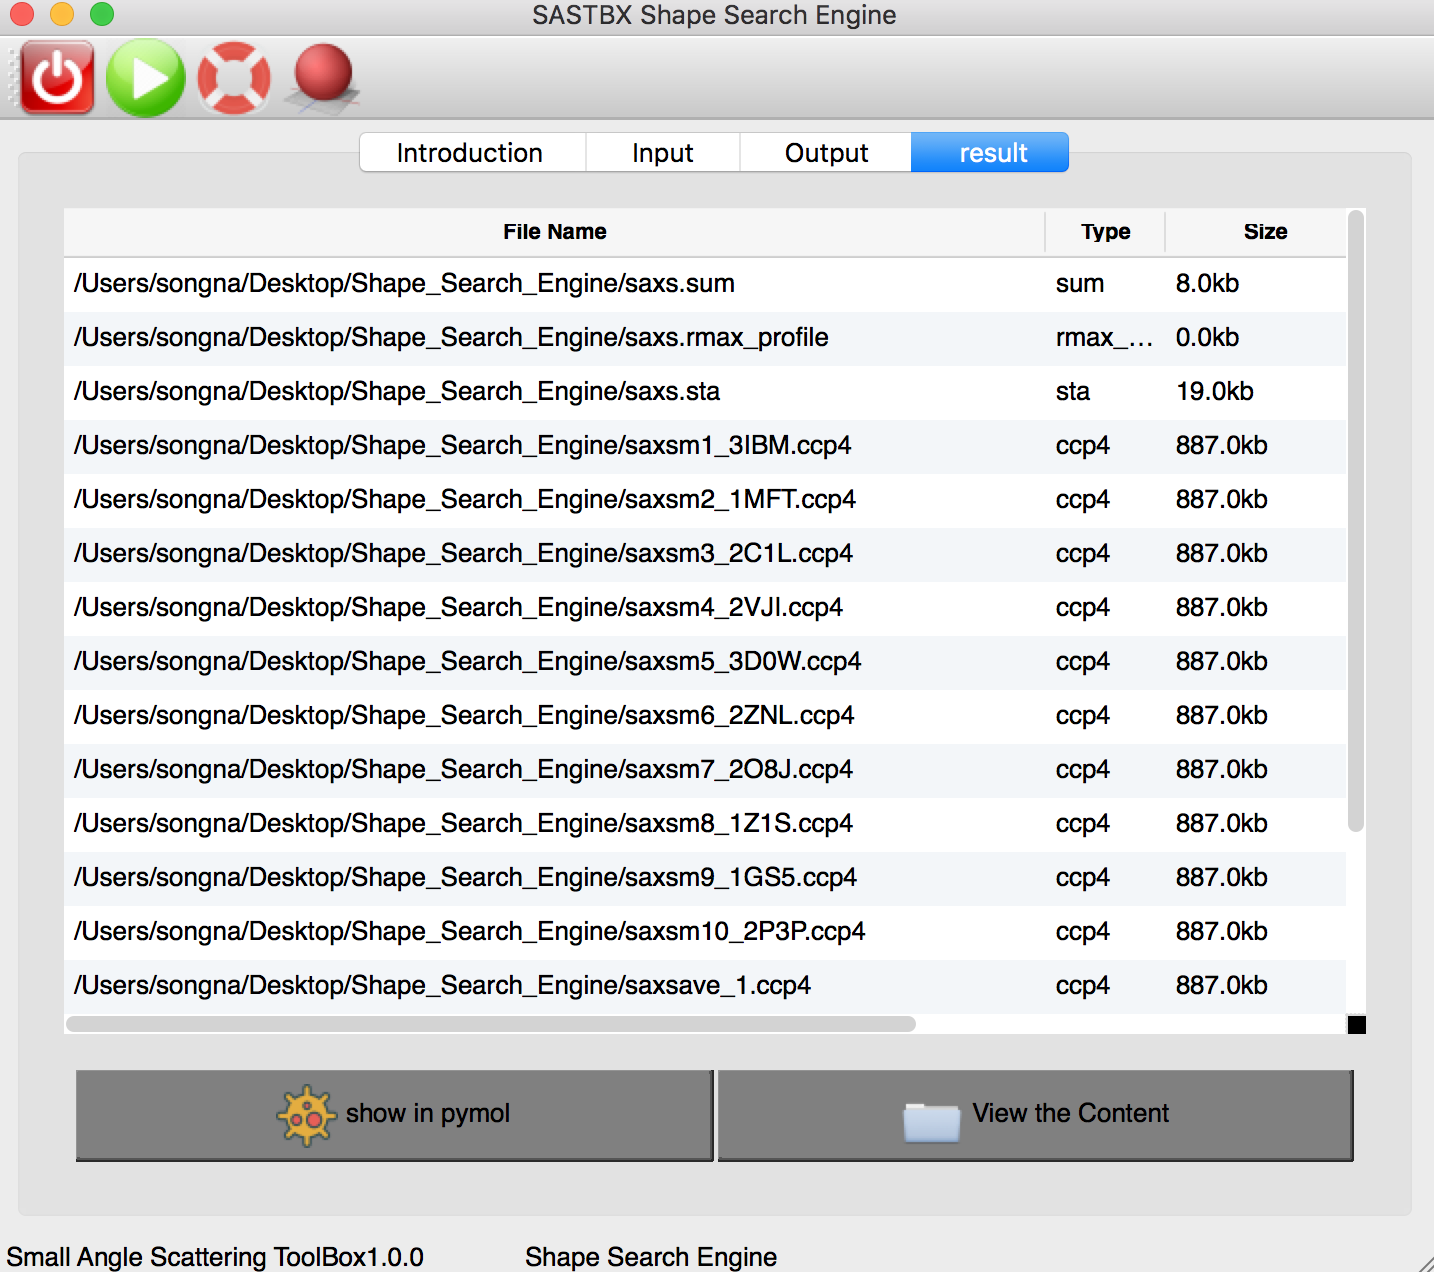 SASTBX Shape Search Engine
Introduction Input Output result
File Name Type Size
/Users/songna/Desktop/Shape_Search_Engine/saxs.sum sum 8.0kb
/Users/songna/Desktop/Shape_Search_Engine/saxs.rmax_profile rmax_... 0.0kb
/Users/songna/Desktop/Shape_Search_Engine/saxs.sta sta 19.0kb
/Users/songna/Desktop/Shape_Search_Engine/saxsm1_3IBM.ccp4 ccp4 887.0kb
/Users/songna/Desktop/Shape_Search_Engine/saxsm2_1MFT.ccp4 ccp4 887.0kb
/Users/songna/Desktop/Shape_Search_Engine/saxsm3_2C1L.ccp4 ccp4 887.0kb
/Users/songna/Desktop/Shape_Search_Engine/saxsm4_2VJI.ccp4 ccp4 887.0kb
/Users/songna/Desktop/Shape_Search_Engine/saxsm5_3D0W.ccp4 ccp4 887.0kb
/Users/songna/Desktop/Shape_Search_Engine/saxsm6_2ZNL.ccp4 ccp4 887.0kb
/Users/songna/Desktop/Shape_Search_Engine/saxsm7_2O8J.ccp4 ccp4 887.0kb
/Users/songna/Desktop/Shape_Search_Engine/saxsm8_1Z1S.ccp4 ccp4 887.0kb
/Users/songna/Desktop/Shape_Search_Engine/saxsm9_1GS5.ccp4 ccp4 887.0kb
/Users/songna/Desktop/Shape_Search_Engine/saxsm10_2P3P.ccp4 ccp4 887.0kb
/Users/songna/Desktop/Shape_Search_Engine/saxsave_1.ccp4 ccp4 887.0kb
show in pymol View the Content
Small Angle Scattering ToolBox1.0.0 Shape Search Engine